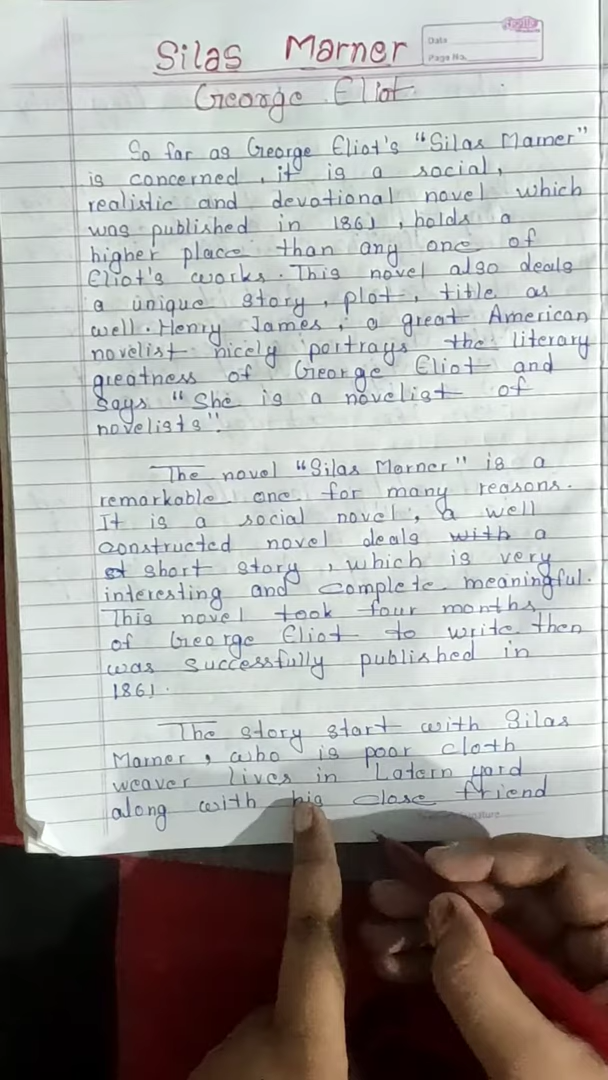 Silas Marner
Date
Page No.
George Eliot
So far as George Eliot's "Silas Marner"
is concerned, it is a social,
realistic and devotional novel which
was published in 1861, holds a
higher place than any one of
Eliot's works. This novel also deals
a unique story, plot, title as
well. Henry James, a great American
novelist nicely portrays the literary
greatness of George Eliot and
says "She is a novelist of
novelists".
The novel "Silas Marner" is a
remarkable one for many reasons.
It is a social novel, a well
constructed novel deals with a
short story, which is very
interesting and complete meaningful.
This novel took four months
of George Eliot to write then
was successfully published in
1861.
The story start with Silas
Marner, who is poor cloth
weaver lives in Latern yard
along with his close friend